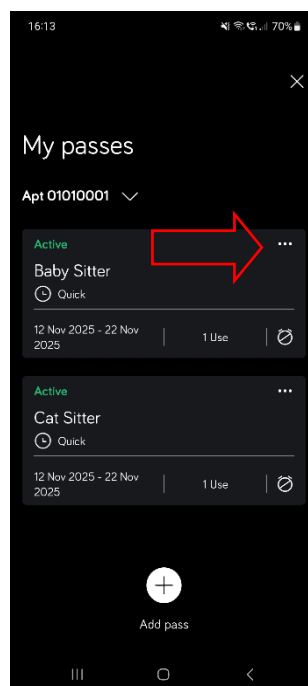 16:13 70%
My passes
Apt 01010001
Active
Baby Sitter
Quick
12 Nov 2025 - 22 Nov
2025
1 Use
Active
Cat Sitter
Quick
12 Nov 2025 - 22 Nov
2025
1 Use
Add pass